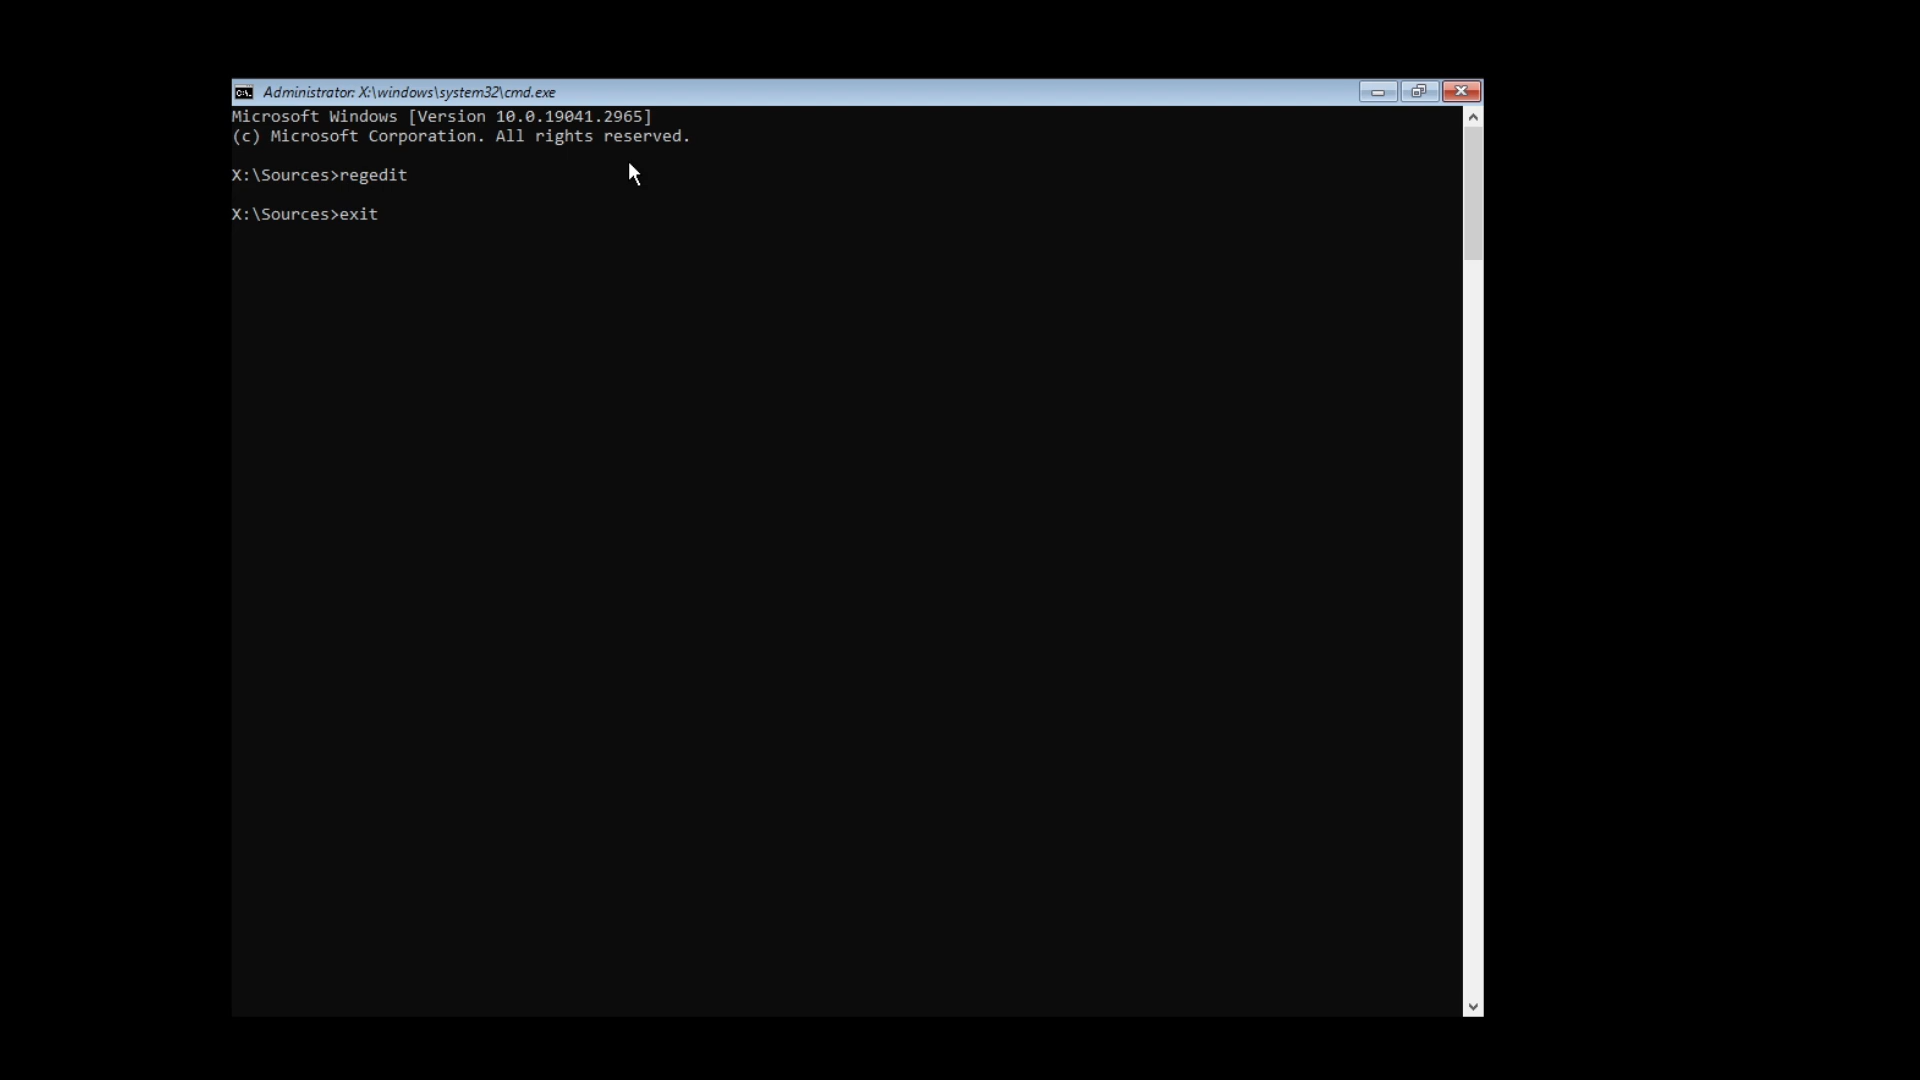 Administrator: X:\windows\system32\cmd.exe
Microsoft Windows [Version 10.0.19041.2965]
(c) Microsoft Corporation. All rights reserved.
X:\Sources>regedit
X:\Sources>exit